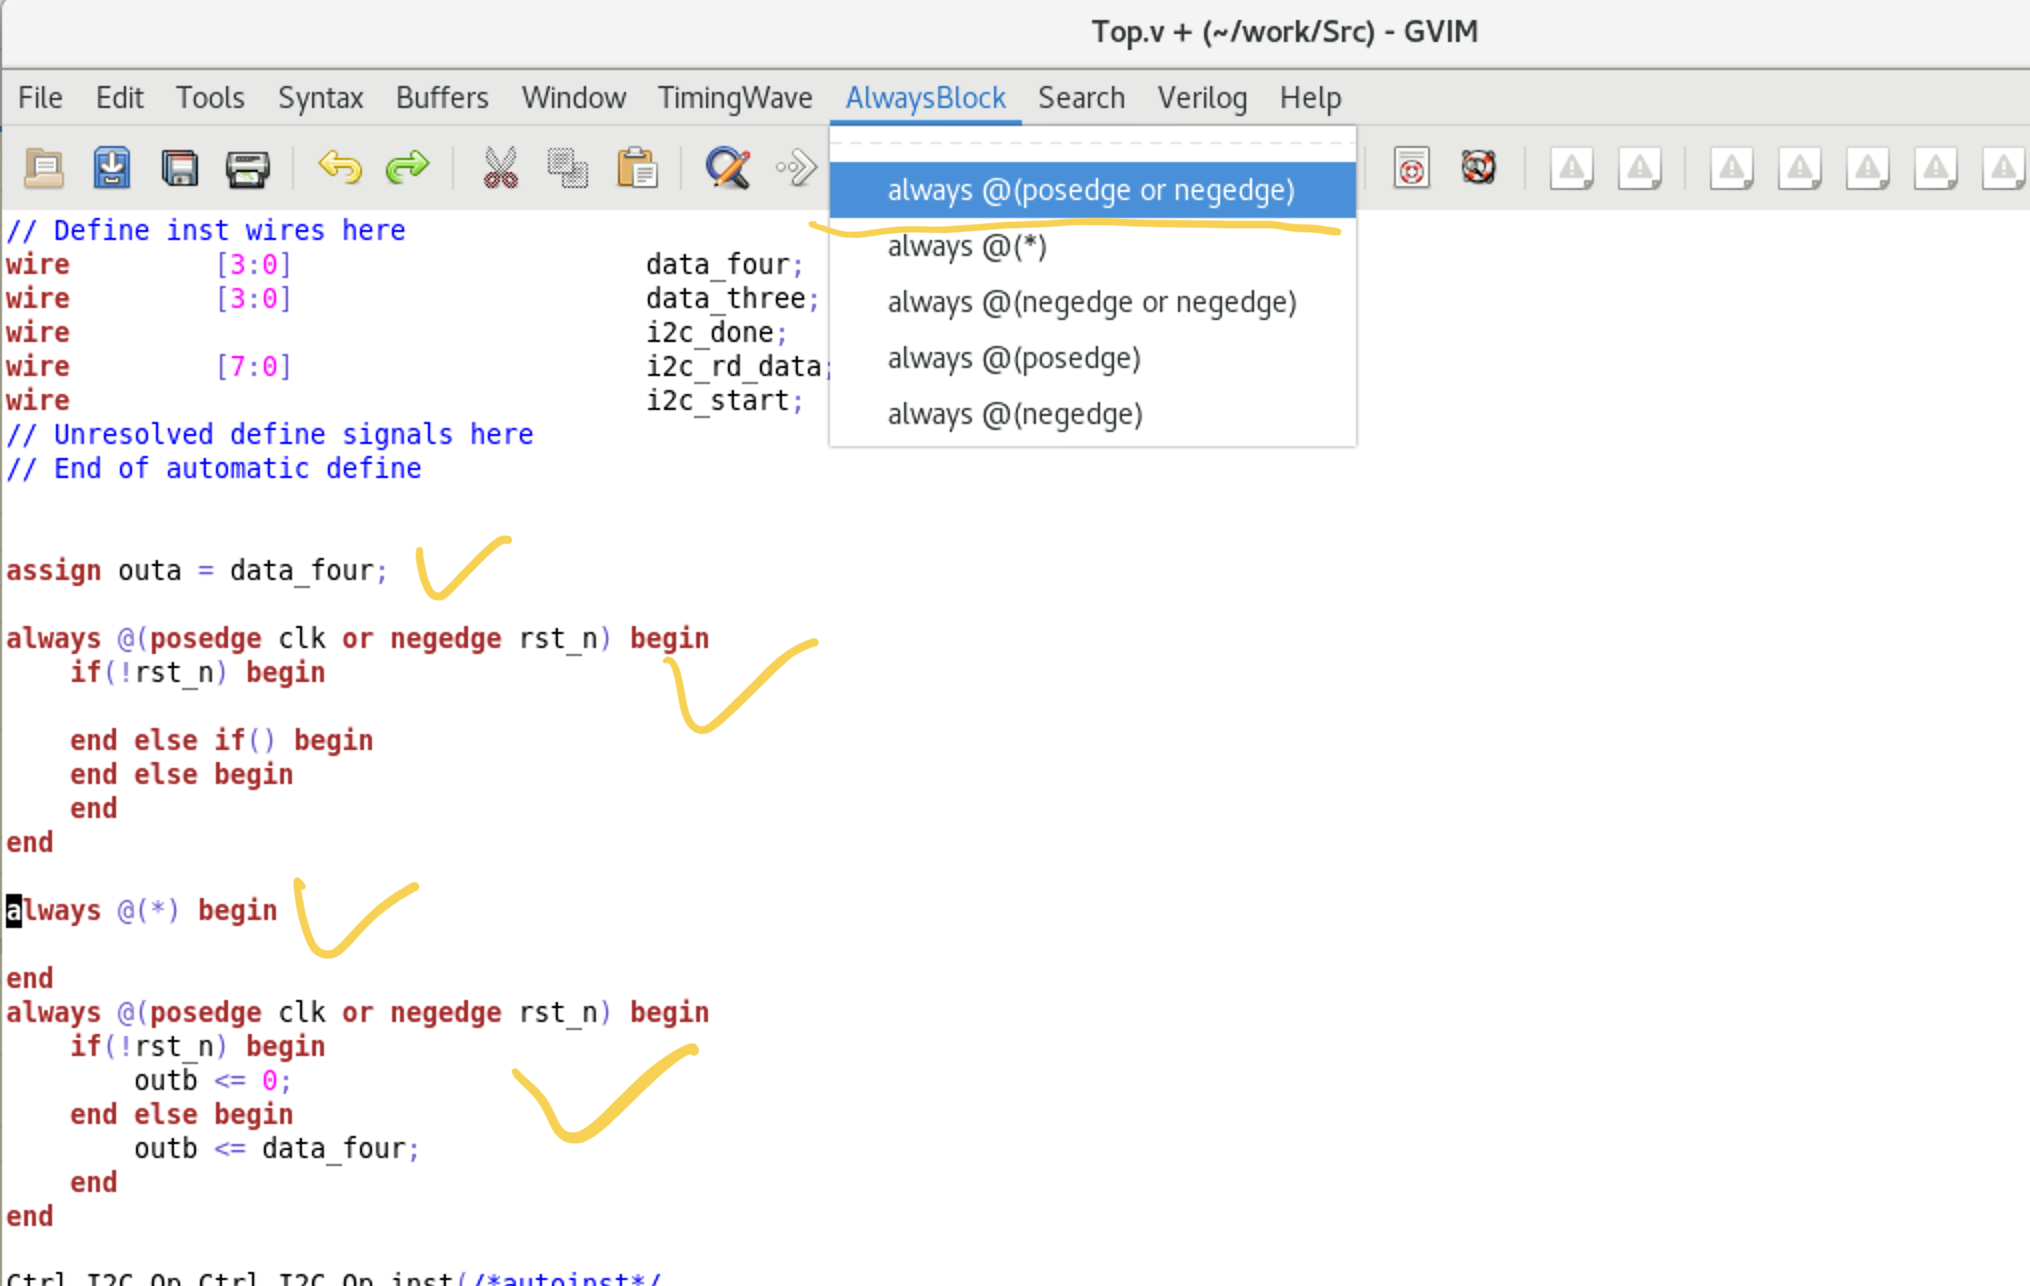 Top.v + (~/work/Src) - GVIM
File Edit Tools Syntax Buffers Window TimingWave AlwaysBlock Search Verilog Help
always @(posedge or negedge)
always @(*)
always @(negedge or negedge)
always @(posedge)
always @(negedge)
// Define inst wires here
wire [3:0] data_four;
wire [3:0] data_three;
wire i2c_done;
wire [7:0] i2c_rd_data;
wire i2c_start;
// Unresolved define signals here
// End of automatic define
assign outa = data_four;
always @(posedge clk or negedge rst_n) begin
if(!rst_n) begin
end else if() begin
end else begin
end
end
always @(*) begin
end
always @(posedge clk or negedge rst_n) begin
if(!rst_n) begin
outb <= 0;
end else begin
outb <= data_four;
end
end
Ctrl_I2C_Op Ctrl_I2C_Op_inst(/*autoinst*/